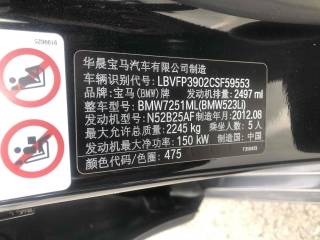 华晨宝马汽车有限公司制造
车辆识别代号: LBVFP3902CSF59553
品牌: 宝马(BMW)牌 发动机排量: 2497 ml
整车型号: BMW7251ML(BMW523Li)
发动机型号: N52B25AF 制造年月: 2012.08
最大允许总质量: 2245 kg 乘坐人数: 5 人
发动机最大净功率: 150 kW 制造国: 中国
颜色代码/色圈: 475